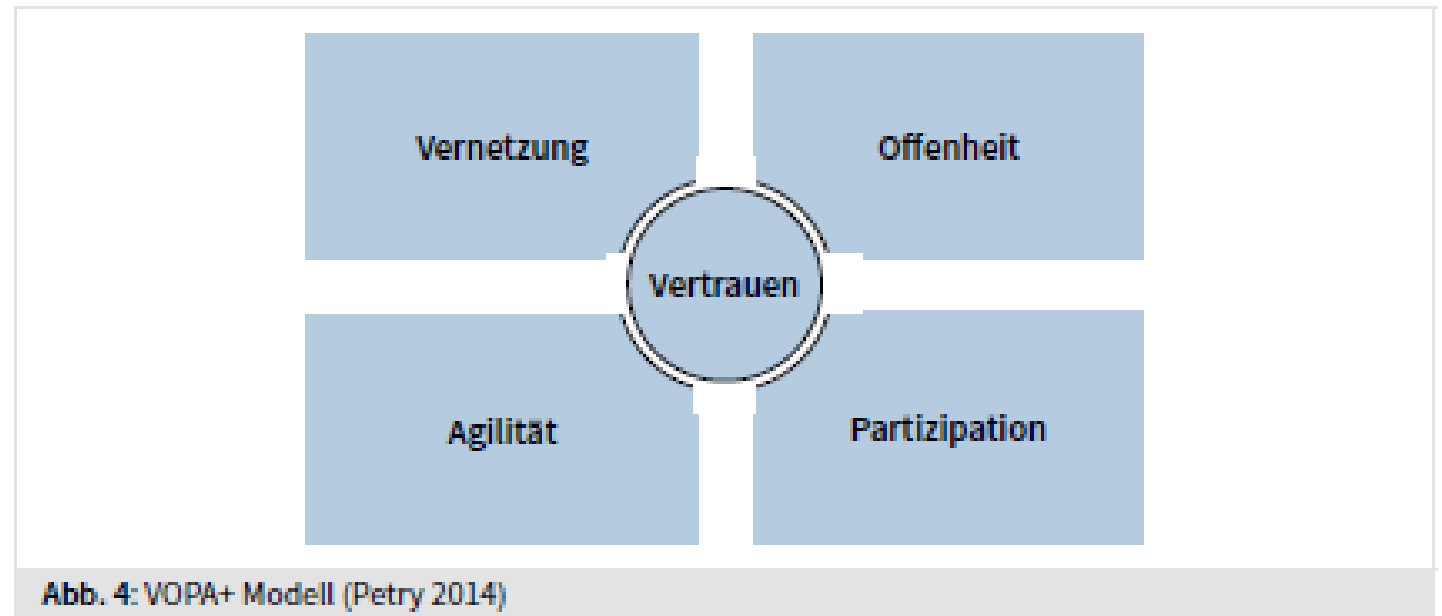 Vernetzung
Offenheit
Vertrauen
Agilität
Partizipation
Abb. 4: VOPA+ Modell (Petry 2014)